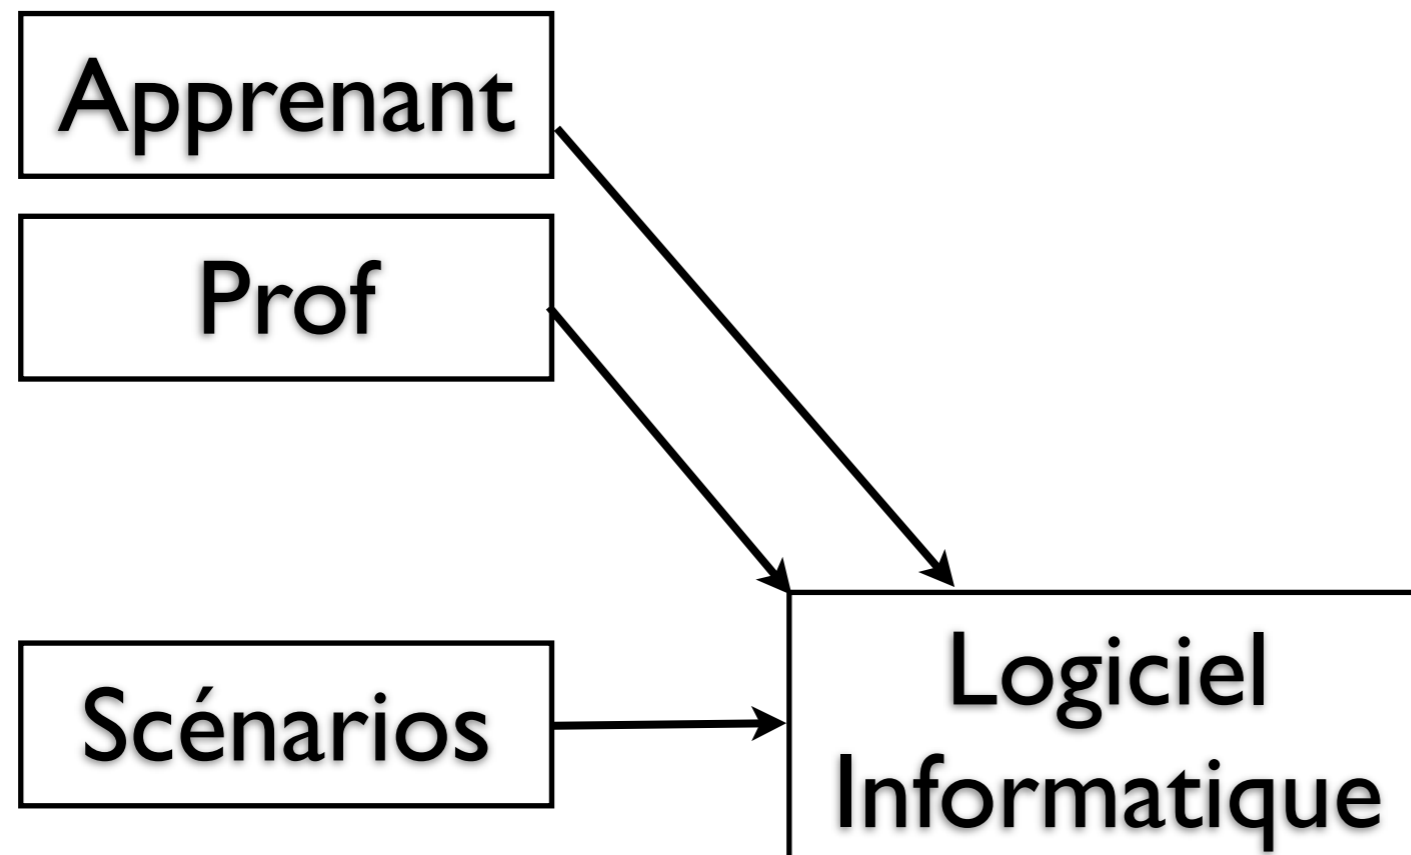 Apprenant
Prof
Scénarios
Logiciel
Informatique